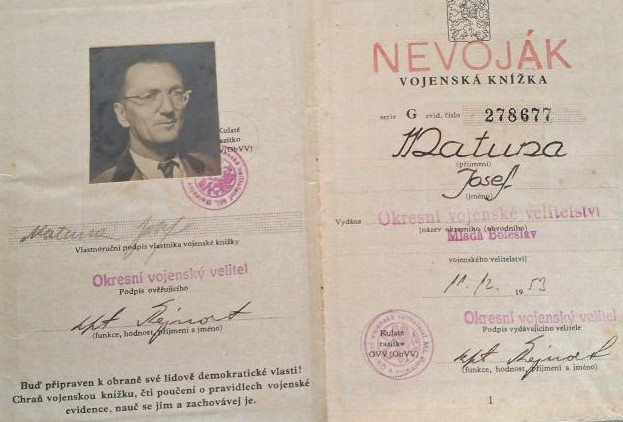 Kulaté
razítko
V (ObVV)
Matuna Josef
Vlastnoruční podpis vlastníka vojenské knížky
Okresní vojenský velitel
Podpis ověřujícího
kpt
(funkce, hodnost, příjmení a jméno)
Buď připraven k obraně své lidově demokratické vlasti!
Chraň vojenskou knížku, čti poučení o pravidlech vojenské
evidence, nauč se jim a zachovávej je.
NEVOJÁK
VOJENSKÁ KNÍŽKA
serie G evid. číslo 278677
Matuna
(příjmení)
Josef
(jméno)
Vydána Okresní vojenské velitelství
(název okresního (obvodního)
Mladá Boleslav
vojenského velitelství)
11./2. 1953
Okresní vojenský velitel
Kulaté
razítko
OVV (ObVV)
Podpis vydávajícího velitele
kpt
(funkce, hodnost, příjmení a jméno)
1